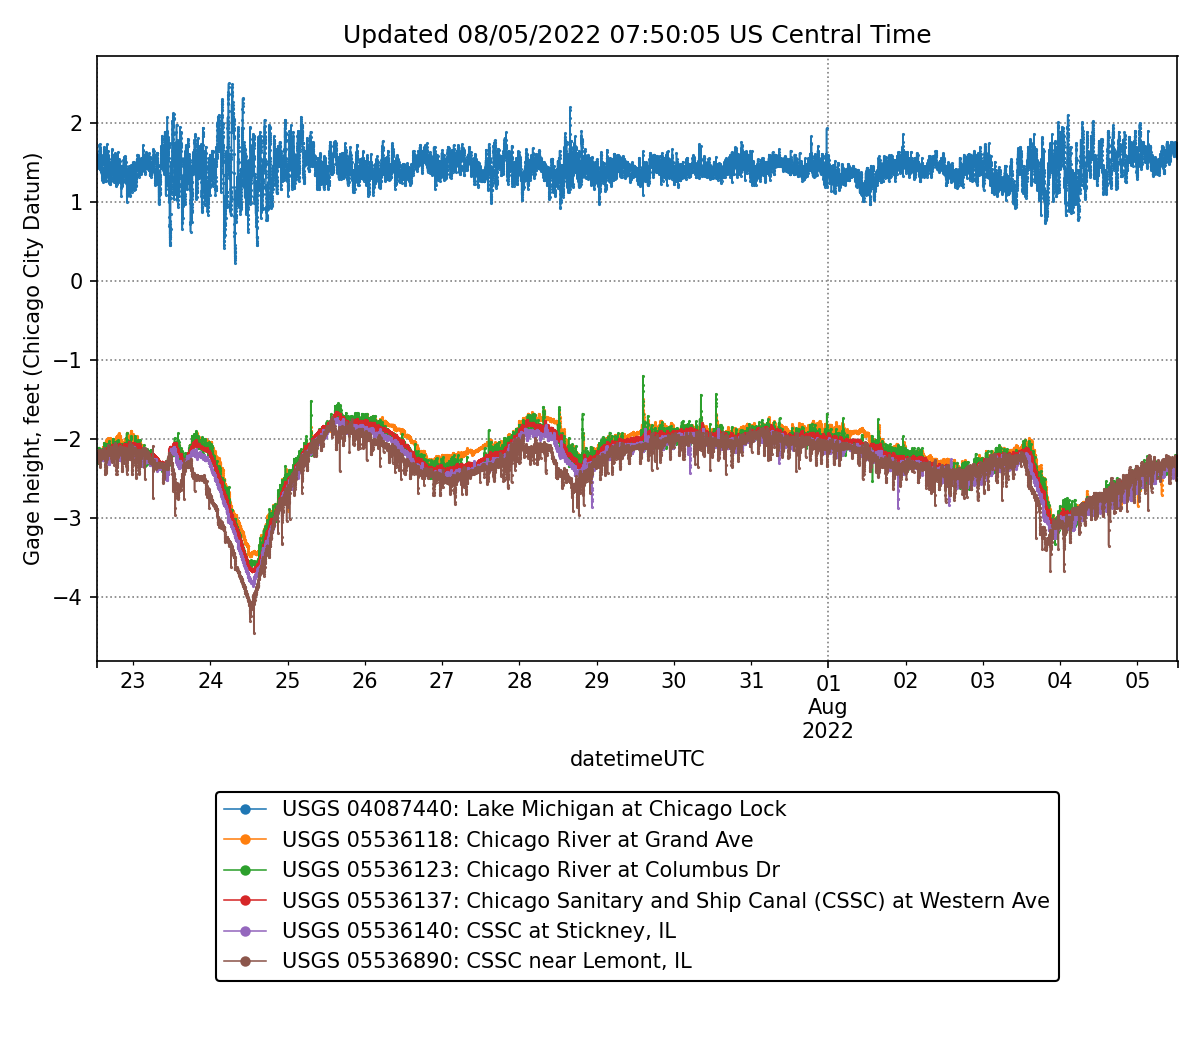 Updated 08/05/2022 07:50:05 US Central Time
Gage height, feet (Chicago City Datum)
2
1
0
−1
−2
−3
−4
23 24 25 26 27 28 29 30 31 01 02 03 04 05
Aug
2022
datetimeUTC
USGS 04087440: Lake Michigan at Chicago Lock
USGS 05536118: Chicago River at Grand Ave
USGS 05536123: Chicago River at Columbus Dr
USGS 05536137: Chicago Sanitary and Ship Canal (CSSC) at Western Ave
USGS 05536140: CSSC at Stickney, IL
USGS 05536890: CSSC near Lemont, IL